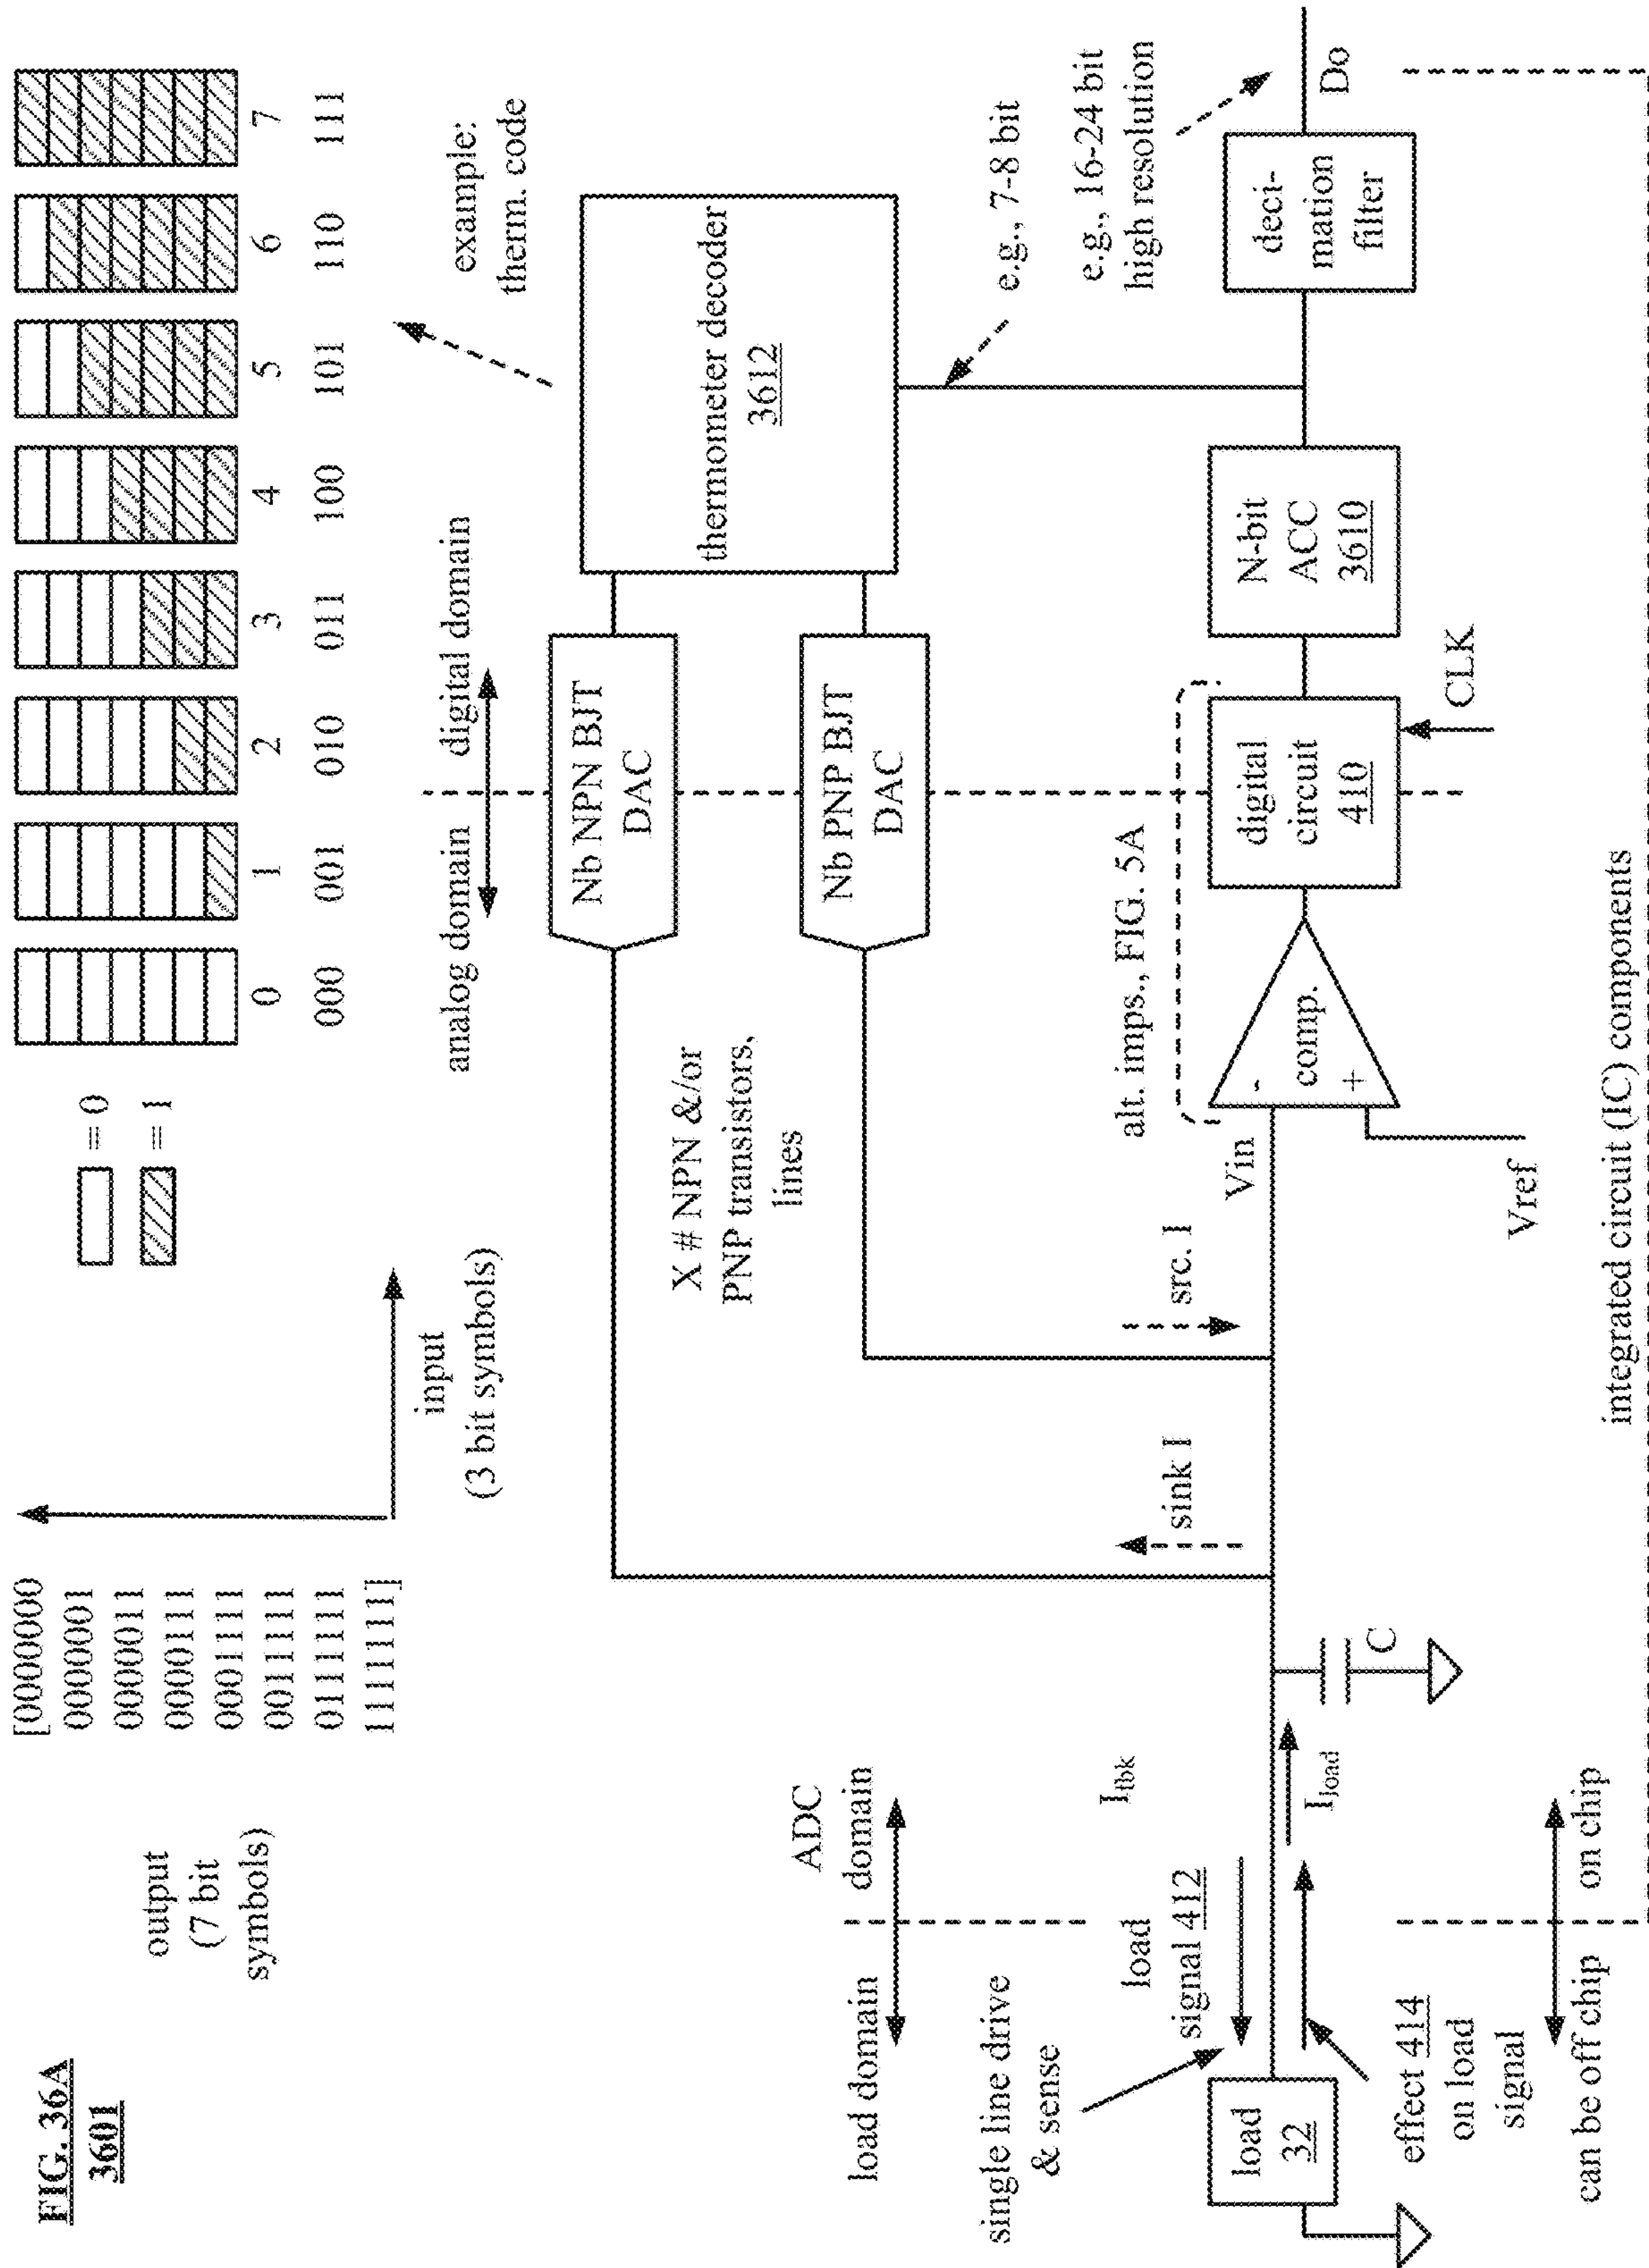 FIG. 36A
3601
output
(7 bit
symbols)
[0000000
0000001
0000011
0000111
0001111
0011111
0111111
1111111]
input
(3 bit symbols)
= 0
= 1
0 1 2 3 4 5 6 7
000 001 010 011 100 101 110 111
analog domain
digital domain
example:
therm. code
load domain
ADC
domain
X # NPN &/or
PNP transistors,
lines
Nb NPN BJT
DAC
Nb PNP BJT
DAC
thermometer decoder
3612
single line drive
& sense
load
signal 412
Ifbk
sink I
src. I
alt. imps., FIG. 5A
e.g., 7-8 bit
e.g., 16-24 bit
high resolution
load
32
Iload
C
Vin
-
comp.
+
Vref
digital
circuit
410
CLK
N-bit
ACC
3610
deci-
mation
filter
Do
effect 414
on load
signal
can be off chip
on chip
integrated circuit (IC) components